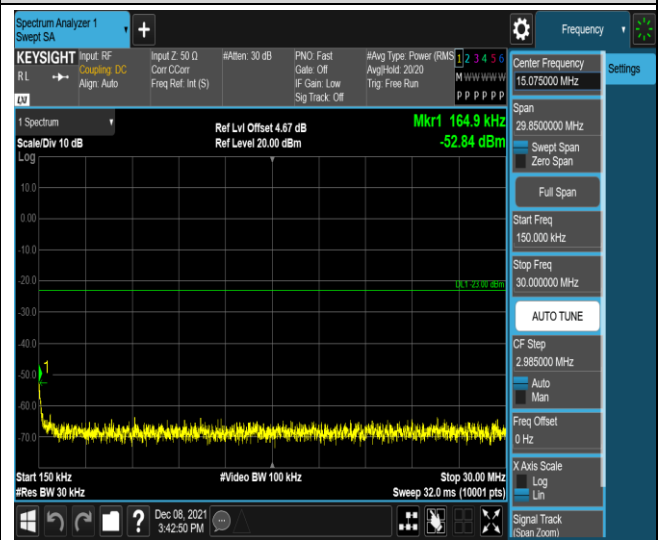 Spectrum Analyzer 1
Swept SA
Frequency
KEYSIGHT
RL
LNI
Input: RF
Coupling: DC
Align: Auto
Input Z: 50 Ω
Corr CCorr
Freq Ref: Int (S)
#Atten: 30 dB
PNO: Fast
Gate: Off
IF Gain: Low
Sig Track: Off
#Avg Type: Power (RMS
Avg|Hold: 20/20
Trig: Free Run
1 2 3 4 5 6
M W W W W W
P P P P P P
1 Spectrum
Scale/Div 10 dB
Ref Lvl Offset 4.67 dB
Ref Level 20.00 dBm
Mkr1 164.9 kHz
-52.84 dBm
Log
10.0
0.00
-10.0
-20.0
-30.0
-40.0
-50.0
-60.0
-70.0
DL1 -23.00 dBm
1
Start 150 kHz
#Res BW 30 kHz
#Video BW 100 kHz
Stop 30.00 MHz
Sweep 32.0 ms (10001 pts)
Dec 08, 2021
3:42:50 PM
Center Frequency
15.075000 MHz
Span
29.8500000 MHz
Swept Span
Zero Span
Full Span
Start Freq
150.000 kHz
Stop Freq
30.000000 MHz
AUTO TUNE
CF Step
2.985000 MHz
Auto
Man
Freq Offset
0 Hz
X Axis Scale
Log
Lin
Signal Track
(Span Zoom)
Settings